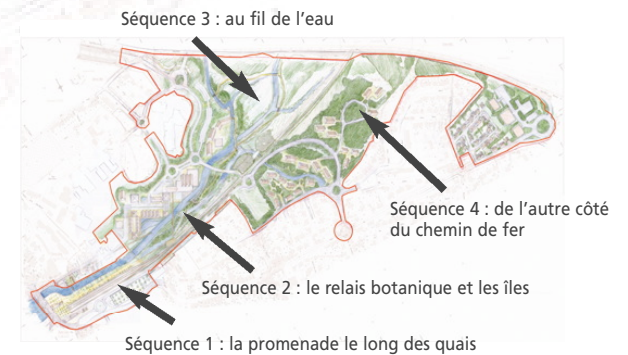 Séquence 3 : au fil de l’eau
Séquence 4 : de l’autre côté
du chemin de fer
Séquence 2 : le relais botanique et les îles
Séquence 1 : la promenade le long des quais